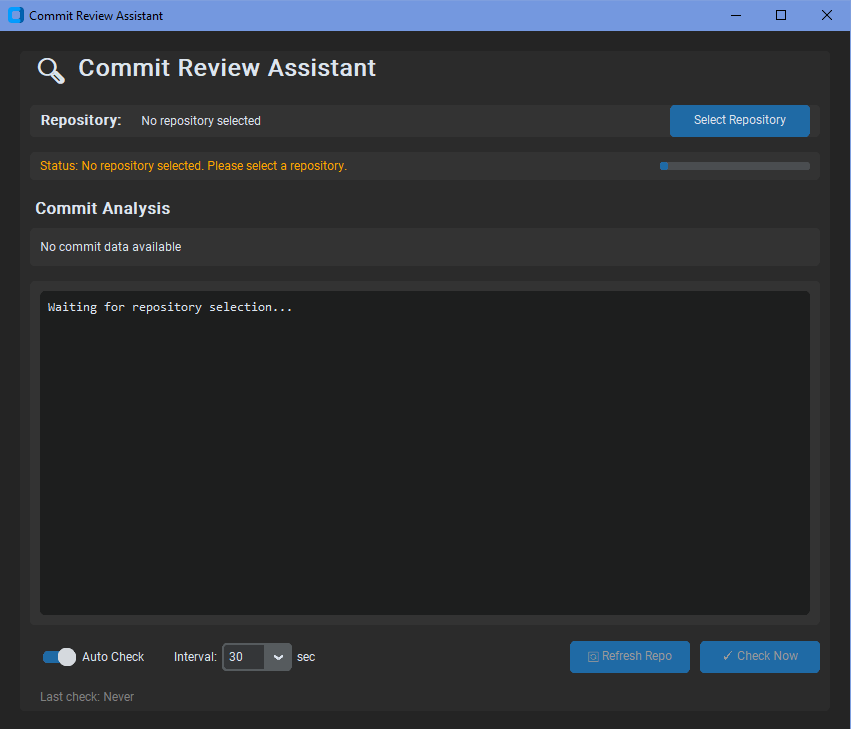 Commit Review Assistant
Commit Review Assistant
Repository: No repository selected Select Repository
Status: No repository selected. Please select a repository.
Commit Analysis
No commit data available
Waiting for repository selection...
Auto Check Interval: 30 sec Refresh Repo ✓ Check Now
Last check: Never